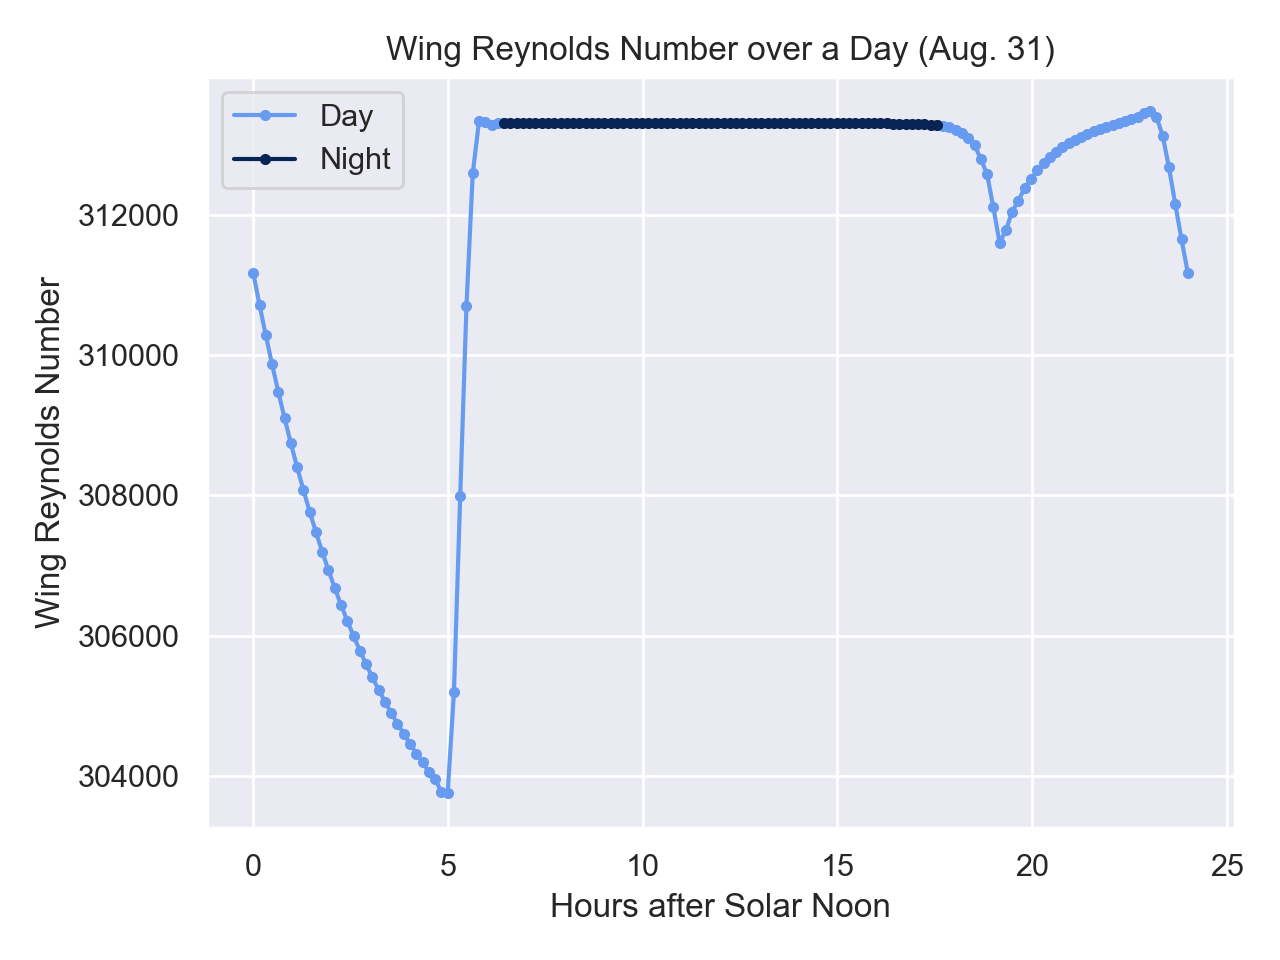 Wing Reynolds Number over a Day (Aug. 31)
Day
Night
312000
310000
308000
306000
304000
Wing Reynolds Number
0 5 10 15 20 25
Hours after Solar Noon